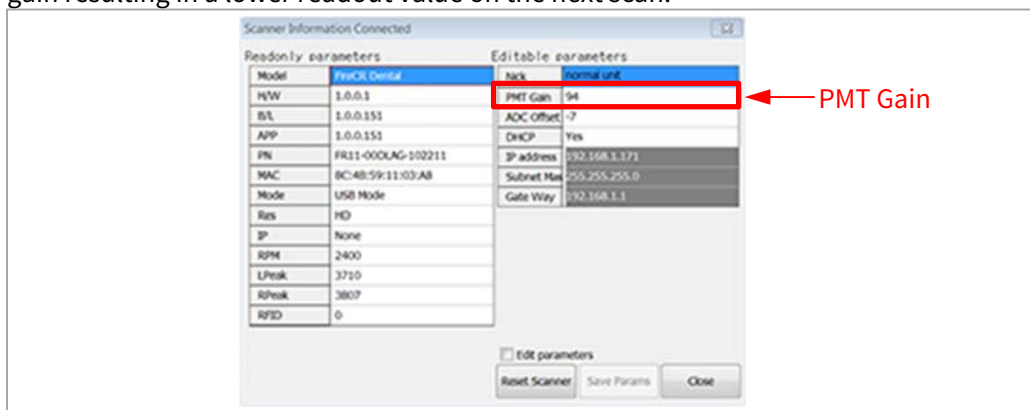 gain resulting in a lower readout value on the next scan.
Scanner Information Connected
Readonly parameters
Model FireCR Dental
H/W 1.0.0.1
B/L 1.0.0.151
APP 1.0.0.151
PN FR11-00DLAG-102211
MAC 8C:48:59:11:03:A8
Mode USB Mode
Res HD
IP None
RPM 2400
LPeak 3710
RPeak 3807
RFID 0
Editable parameters
Nick normal unit
PMT Gain 94
ADC Offset -7
DHCP Yes
IP address 192.168.1.171
Subnet Mas 255.255.255.0
Gate Way 192.168.1.1
PMT Gain
Edit parameters
Reset Scanner Save Params Close